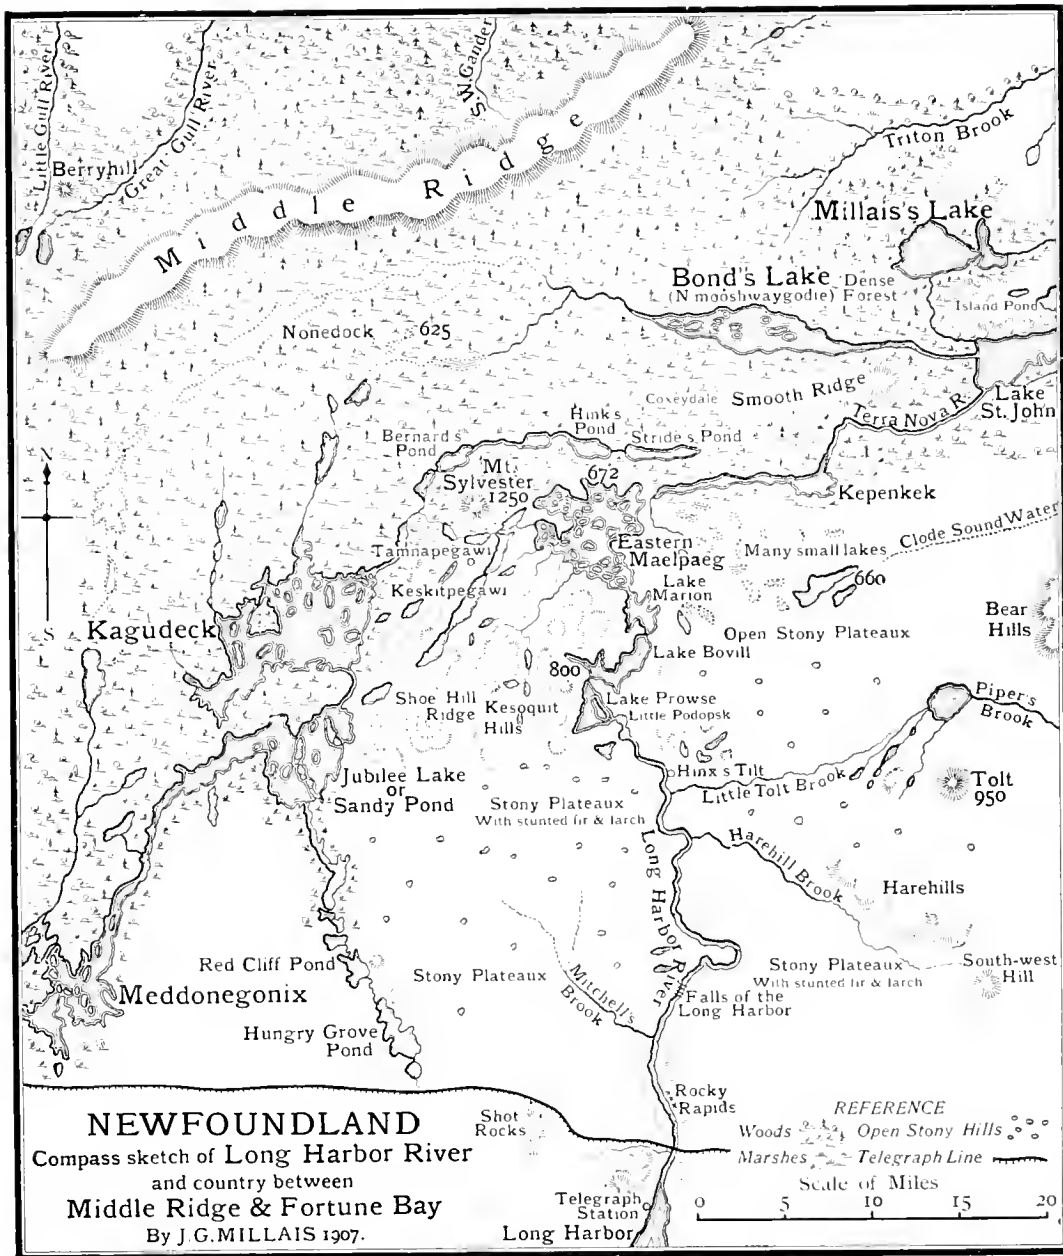 Little Gull River
Great Gull River
S.W. Gander
Berryhill
Middle Ridge
Triton Brook
Millais's Lake
Bond's Lake
(N mooshwaygodie)
Dense
Forest
Island Pond
Nonedock
625
Coveydale
Smooth Ridge
Lake
St. John
Terra Nova R.
Hink's
Pond
Stride's Pond
Bernard's
Pond
Mt.
Sylvester
1250
672
Kepenkek
N
S
Tamnapegawi
Eastern
Maelpaeg
Many small lakes
Clode Sound Water
660
Keskitpegawi
Lake
Marion
Bear
Hills
Kagudeck
Open Stony Plateaux
Lake Bovill
800
Shoe Hill
Ridge
Kesoquit
Hills
Lake Prowse
Little Podopsk
Piper's
Brook
Hinx's Tilt
Jubilee Lake
or
Sandy Pond
Little Tolt Brook
Tolt
950
Stony Plateaux
With stunted fir & larch
Long Harbor River
Harehill Brook
Harehills
Red Cliff Pond
Stony Plateaux
Mitchell's
Brook
Stony Plateaux
With stunted fir & larch
South-west
Hill
Meddonegonix
Falls of the
Long Harbor
Hungry Grove
Pond
Rocky
Rapids
Shot
Rocks
NEWFOUNDLAND
Compass sketch of Long Harbor River
and country between
Middle Ridge & Fortune Bay
By J.G. MILLAIS 1907.
REFERENCE
Woods Open Stony Hills
Marshes Telegraph Line
Scale of Miles
0 5 10 15 20
Telegraph
Station
Long Harbor